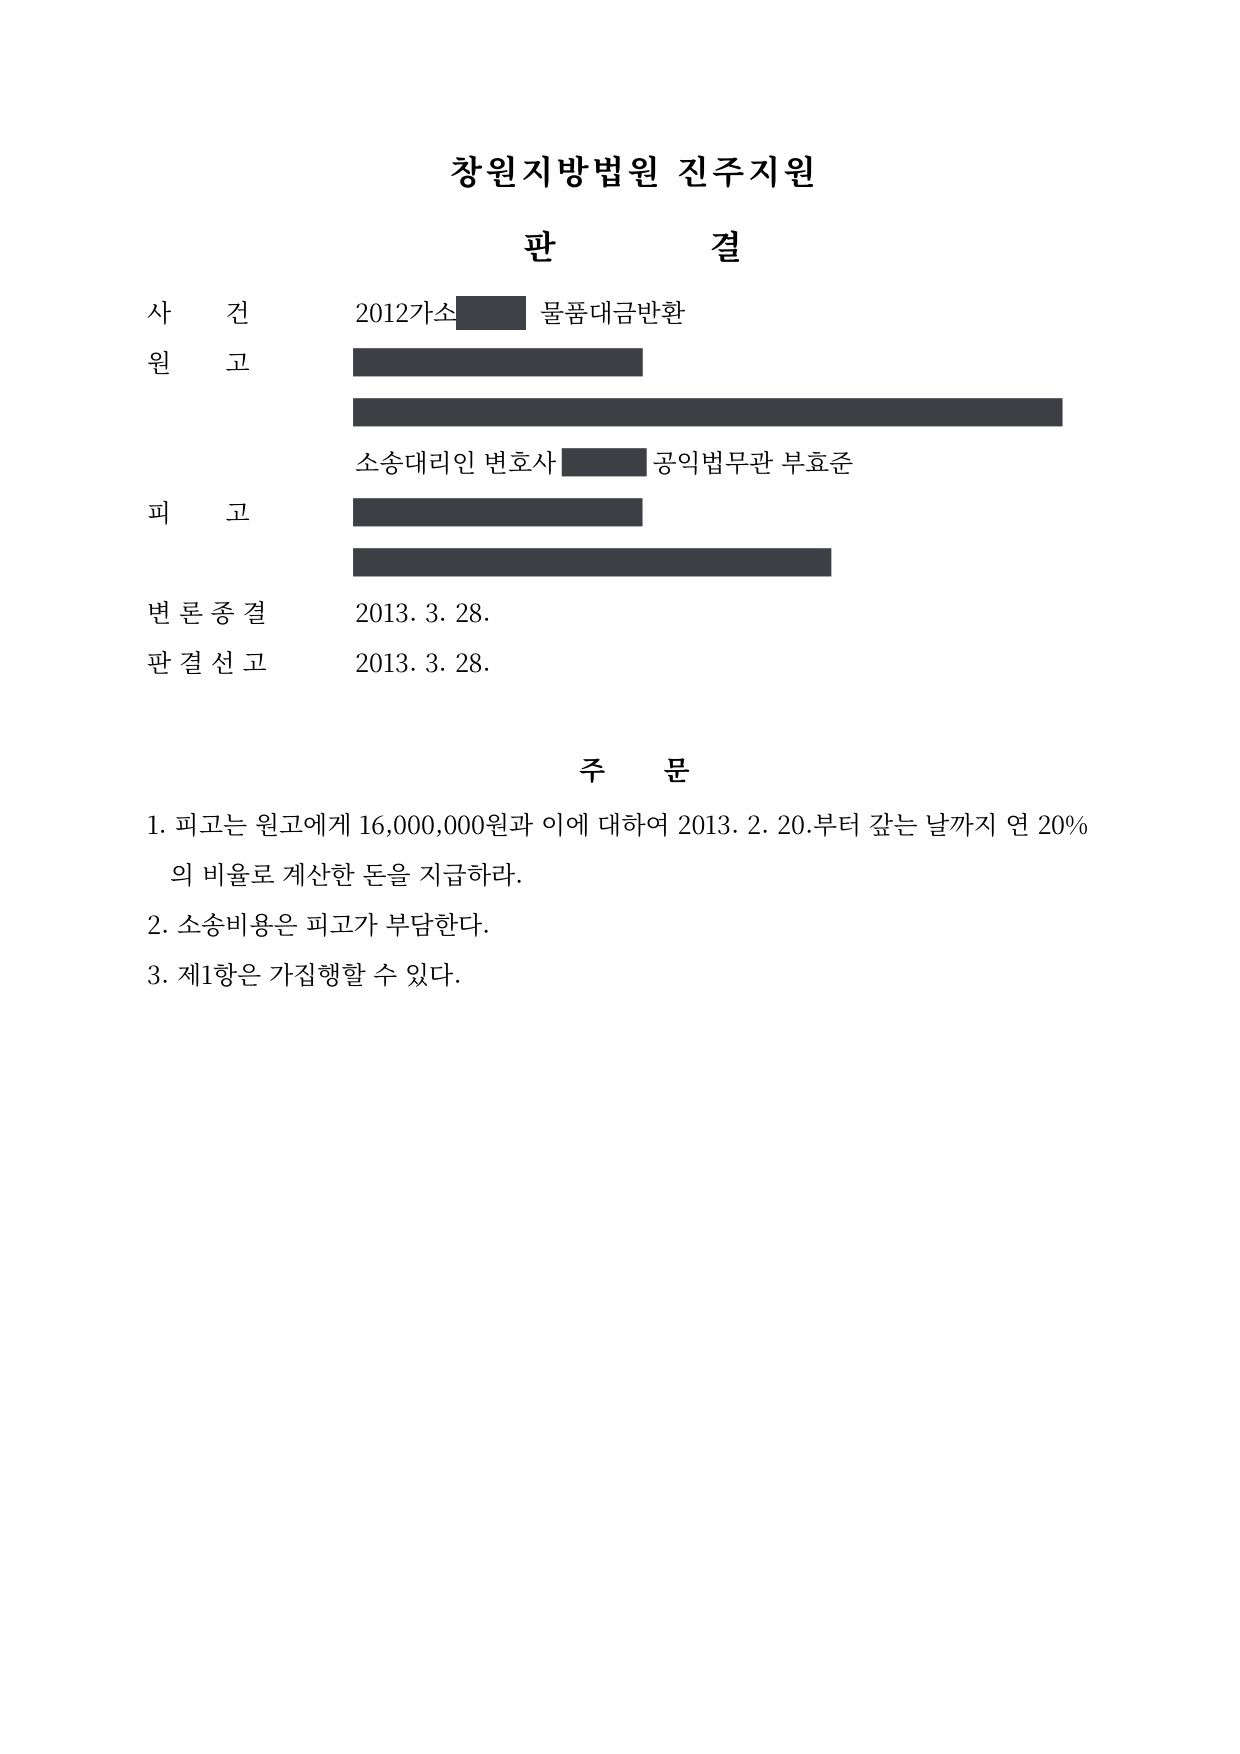 창원지방법원 진주지원
판 결
사 건 2012가소 물품대금반환
원 고
소송대리인 변호사 공익법무관 부효준
피 고
변 론 종 결 2013. 3. 28.
판 결 선 고 2013. 3. 28.
주 문
1. 피고는 원고에게 16,000,000원과 이에 대하여 2013. 2. 20.부터 갚는 날까지 연 20%
의 비율로 계산한 돈을 지급하라.
2. 소송비용은 피고가 부담한다.
3. 제1항은 가집행할 수 있다.